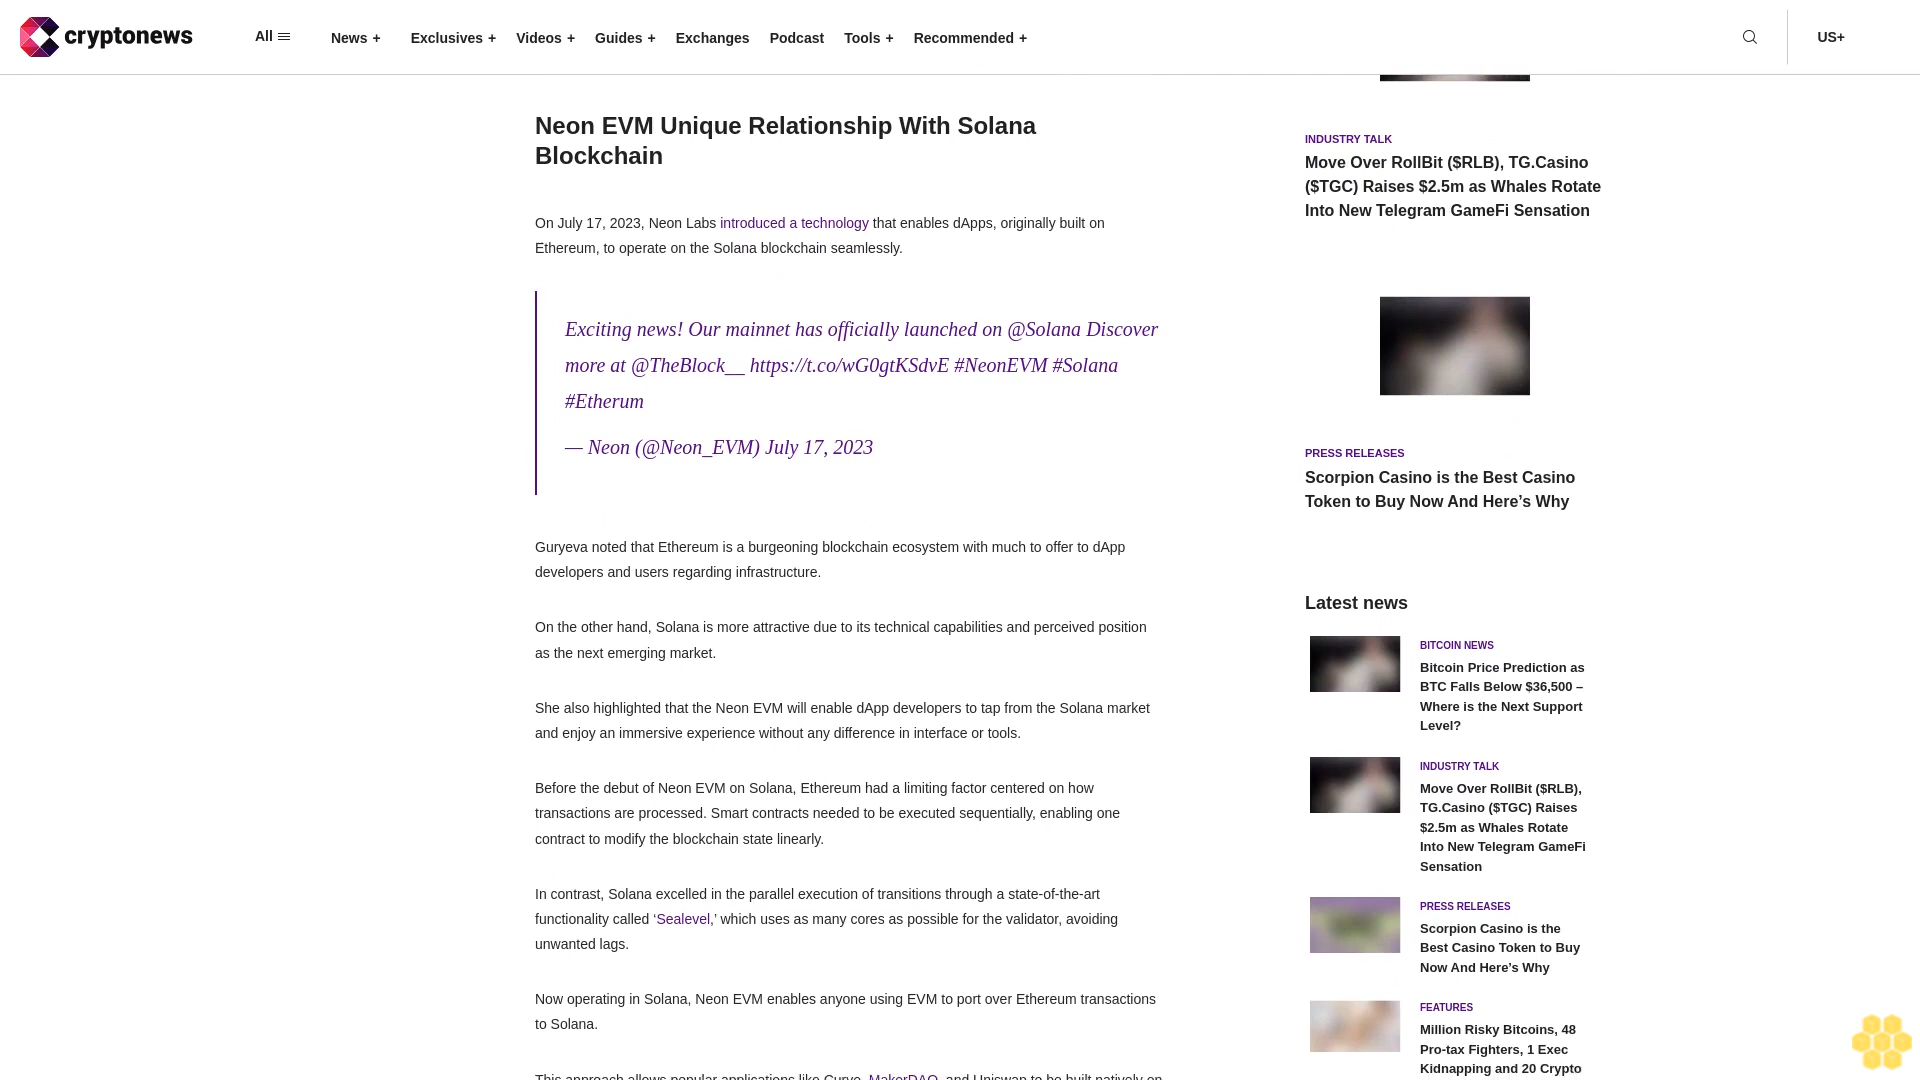 cryptonews
All
News +
Exclusives +
Videos +
Guides +
Exchanges
Podcast
Tools +
Recommended +
US+
Neon EVM Unique Relationship With Solana
Blockchain
On July 17, 2023, Neon Labs introduced a technology that enables dApps, originally built on
Ethereum, to operate on the Solana blockchain seamlessly.
Exciting news! Our mainnet has officially launched on @Solana Discover
more at @TheBlock__ https://t.co/wG0gtKSdvE #NeonEVM #Solana
#Etherum
— Neon (@Neon_EVM) July 17, 2023
Guryeva noted that Ethereum is a burgeoning blockchain ecosystem with much to offer to dApp
developers and users regarding infrastructure.
On the other hand, Solana is more attractive due to its technical capabilities and perceived position
as the next emerging market.
She also highlighted that the Neon EVM will enable dApp developers to tap from the Solana market
and enjoy an immersive experience without any difference in interface or tools.
Before the debut of Neon EVM on Solana, Ethereum had a limiting factor centered on how
transactions are processed. Smart contracts needed to be executed sequentially, enabling one
contract to modify the blockchain state linearly.
In contrast, Solana excelled in the parallel execution of transitions through a state-of-the-art
functionality called ‘Sealevel,’ which uses as many cores as possible for the validator, avoiding
unwanted lags.
Now operating in Solana, Neon EVM enables anyone using EVM to port over Ethereum transactions
to Solana.
This approach allows popular applications like Curve, MakerDAO, and Uniswap to be built natively on
INDUSTRY TALK
Move Over RollBit ($RLB), TG.Casino
($TGC) Raises $2.5m as Whales Rotate
Into New Telegram GameFi Sensation
PRESS RELEASES
Scorpion Casino is the Best Casino
Token to Buy Now And Here’s Why
Latest news
BITCOIN NEWS
Bitcoin Price Prediction as
BTC Falls Below $36,500 –
Where is the Next Support
Level?
INDUSTRY TALK
Move Over RollBit ($RLB),
TG.Casino ($TGC) Raises
$2.5m as Whales Rotate
Into New Telegram GameFi
Sensation
PRESS RELEASES
Scorpion Casino is the
Best Casino Token to Buy
Now And Here’s Why
FEATURES
Million Risky Bitcoins, 48
Pro-tax Fighters, 1 Exec
Kidnapping and 20 Crypto